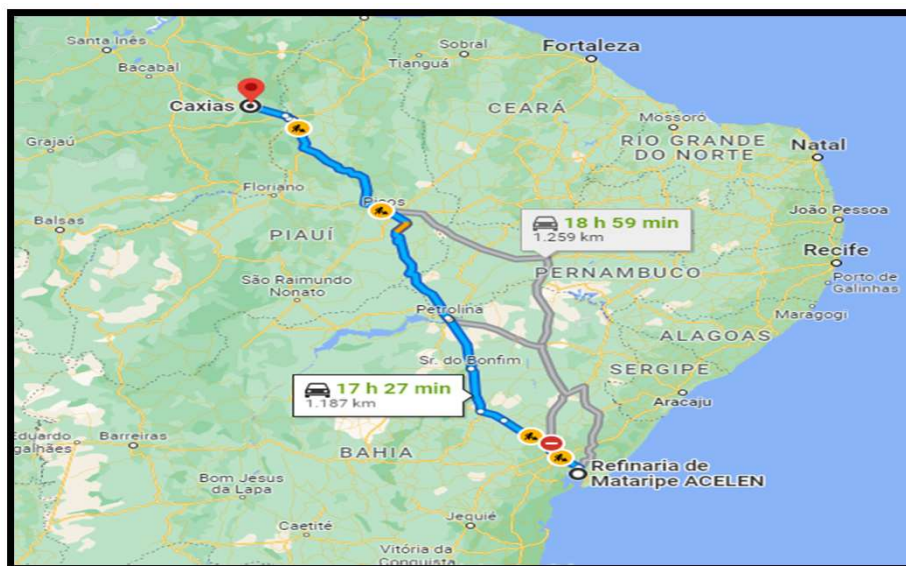 Santa Inês
Sobral
Fortaleza
Tianguá
Bacabal
Caxias
CEARÁ
Mossoró
RIO GRANDE
DO NORTE
Grajaú
Natal
Floriano
Picos
João Pessoa
Balsas
PIAUÍ
18 h 59 min
1.259 km
Recife
PERNAMBUCO
Porto de
Galinhas
São Raimundo
Nonato
Petrolina
Maragogi
ALAGOAS
Sr. do Bonfim
SERGIPE
17 h 27 min
1.187 km
Aracaju
Eduardo
galhães
Barreiras
BAHIA
Refinaria de
Mataripe ACELEN
Bom Jesus
da Lapa
Jequié
Caetité
Vitória da
Conquista